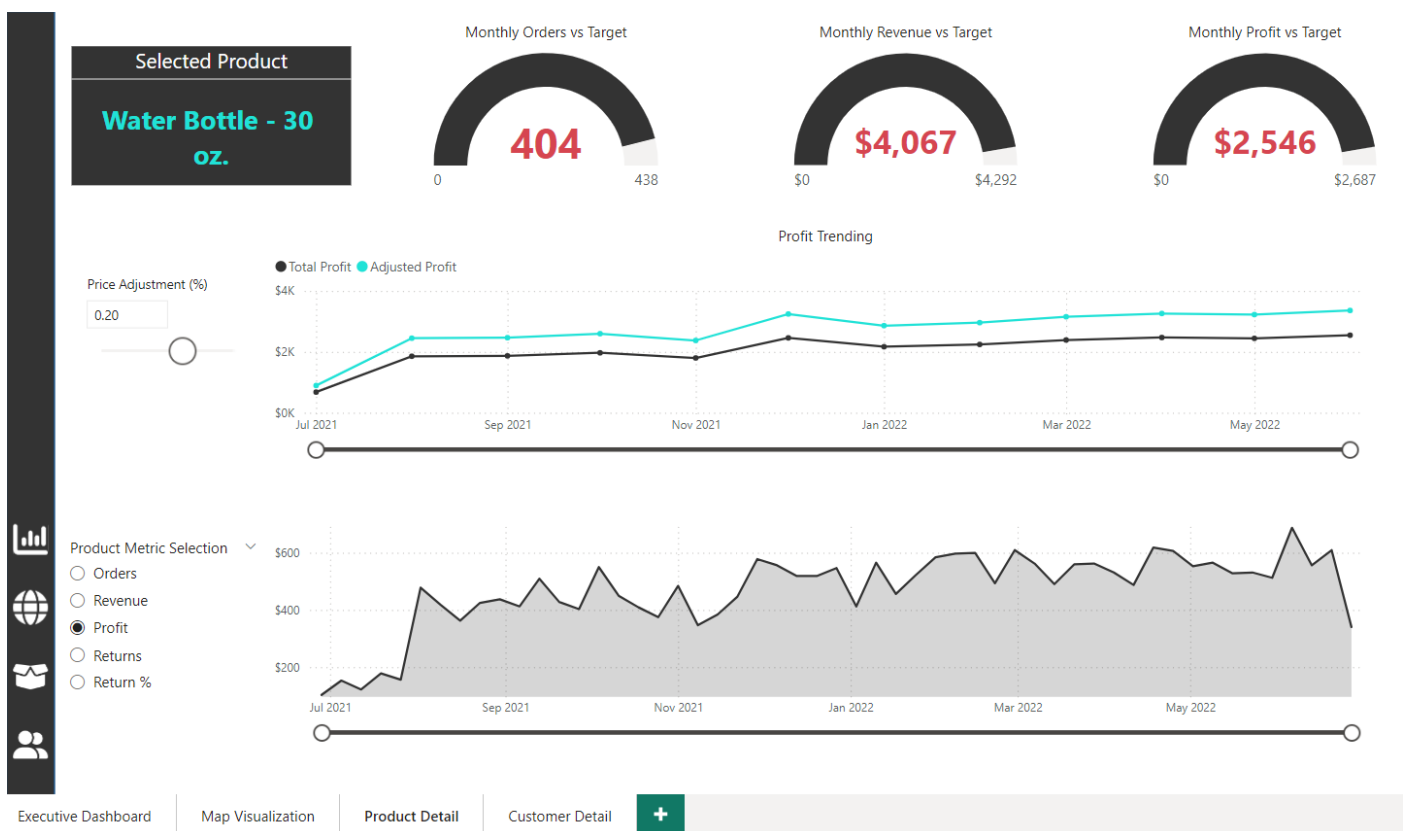 Selected Product
Water Bottle - 30
oz.
Monthly Orders vs Target
404
0
438
Monthly Revenue vs Target
$4,067
$0
$4,292
Monthly Profit vs Target
$2,546
$0
$2,687
Profit Trending
Total Profit Adjusted Profit
Price Adjustment (%)
0.20
$4K
$2K
$0K
Jul 2021 Sep 2021 Nov 2021 Jan 2022 Mar 2022 May 2022
Product Metric Selection
Orders
Revenue
Profit
Returns
Return %
$600
$400
$200
Jul 2021 Sep 2021 Nov 2021 Jan 2022 Mar 2022 May 2022
Executive Dashboard Map Visualization Product Detail Customer Detail +